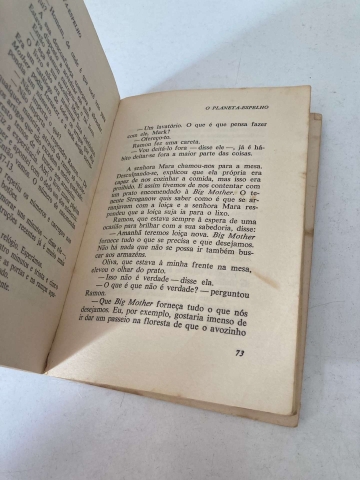 O PLANETA-ESPELHO
— Um lavatório. O que é que pensa fazer
com ele, Mark?
— Ofereço-to.
Ramon fez uma careta.
— Vou deitá-lo fora — disse ele —, já é há-
bito deitar-se fora a maior parte das coisas.
A senhora Mara chamou-nos para a mesa.
Desculpando-se, explicou que ela própria era
capaz de nos cozinhar a comida, mas isso era
proibido. E assim tivemos de nos contentar com
um prato encomendado à Big Mother. O te-
nente Stroganov quis saber como é que se ar-
ranjavam com a loiça e a senhora Mara res-
pondeu que a loiça suja ia para o lixo.
Ramon, que estava sempre à espera de uma
ocasião para brilhar com a sua sabedoria, disse:
— Amanhã teremos loiça nova. Big Mother
fornece tudo o que se precisa e que desejamos.
Não há nada que não se possa ir também bus-
car ao armazéns.
Oliva, que estava à minha frente na mesa,
elevou o olhar do prato.
— Isso não é verdade — disse ela.
— O que é que não é verdade? — perguntou
Ramon.
— Que Big Mother forneça tudo o que nós
desejamos. Eu, por exemplo, gostaria imenso de
ir dar um passeio na floresta de que o avozinho
73